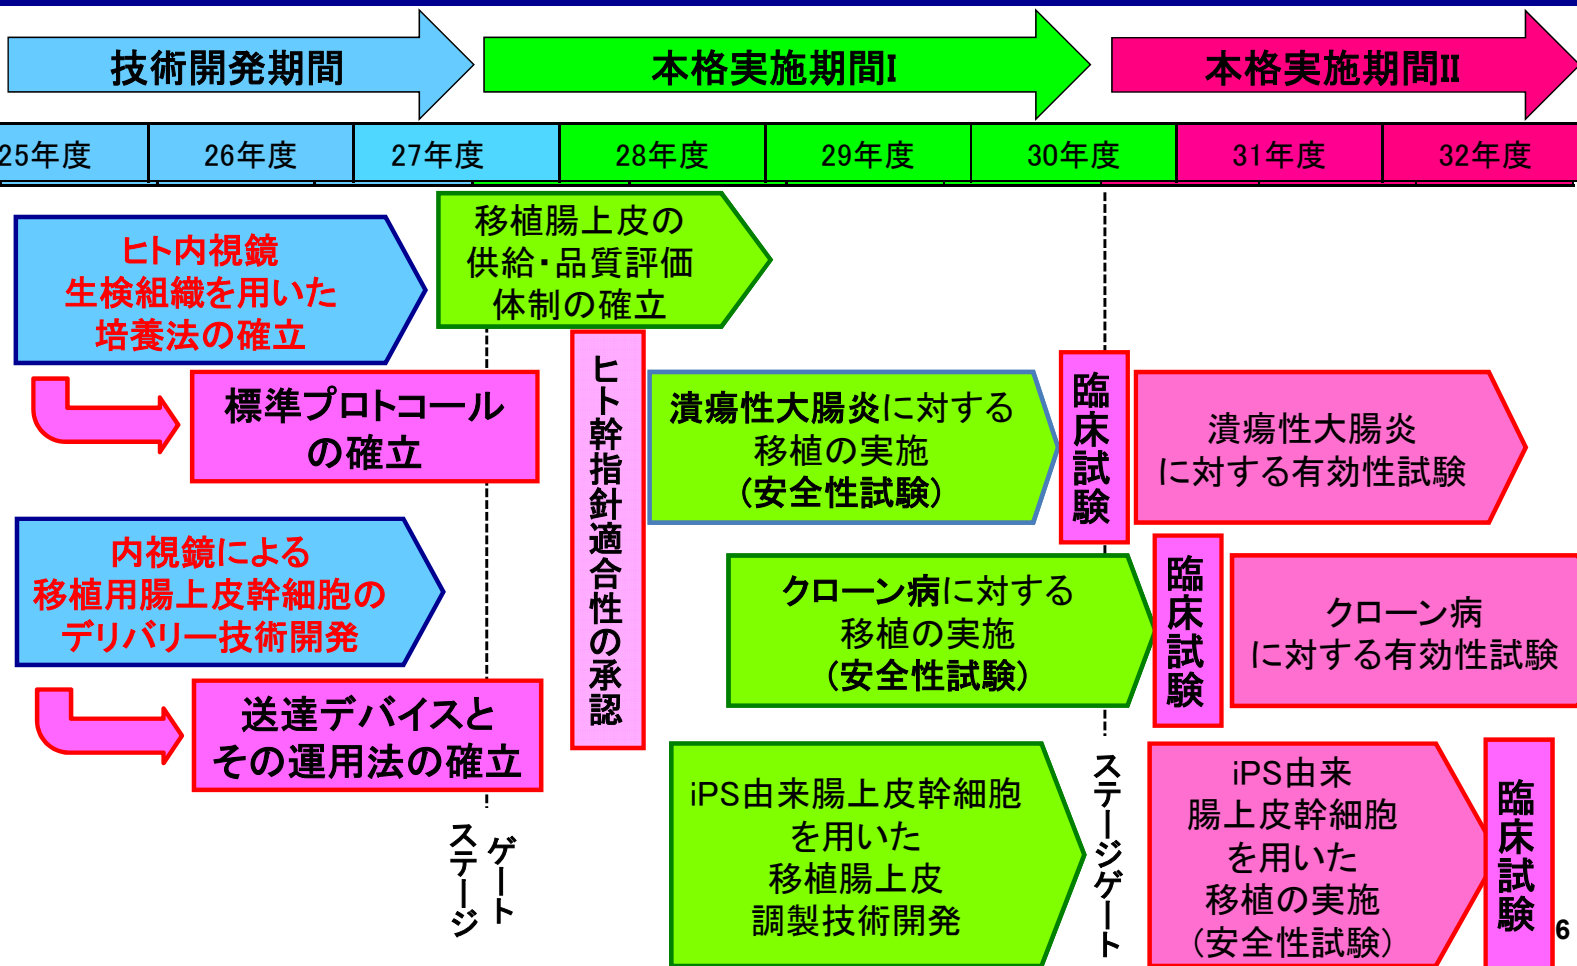 技術開発期間
本格実施期間I
本格実施期間II
25年度
26年度
27年度
28年度
29年度
30年度
31年度
32年度
ヒト内視鏡
生検組織を用いた
培養法の確立
移植腸上皮の
供給・品質評価
体制の確立
標準プロトコール
の確立
ヒト幹指針適合性の承認
潰瘍性大腸炎に対する
移植の実施
(安全性試験)
臨床試験
潰瘍性大腸炎
に対する有効性試験
内視鏡による
移植用腸上皮幹細胞の
デリバリー技術開発
クローン病に対する
移植の実施
(安全性試験)
臨床試験
クローン病
に対する有効性試験
送達デバイスと
その運用法の確立
ステージ
ゲート
iPS由来腸上皮幹細胞
を用いた
移植腸上皮
調製技術開発
ステージゲート
iPS由来
腸上皮幹細胞
を用いた
移植の実施
(安全性試験)
臨床試験
6